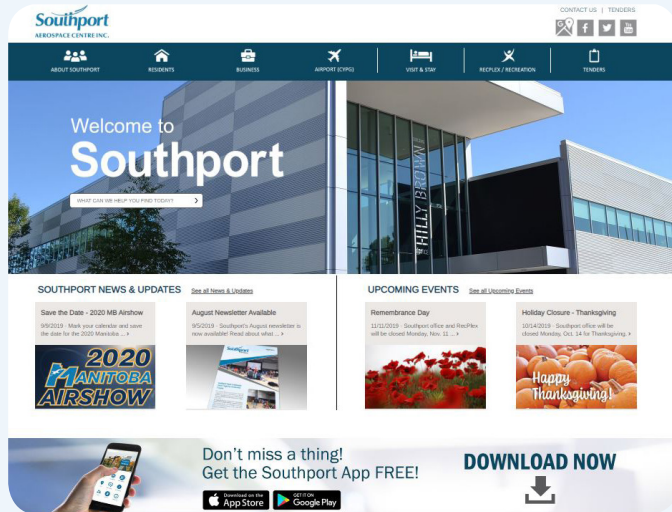 Southport
AEROSPACE CENTRE INC.
CONTACT US | TENDERS
ABOUT SOUTHPORT
RESIDENTS
BUSINESS
AIRPORT (CYPG)
VISIT & STAY
RECPLEX / RECREATION
TENDERS
Welcome to
Southport
WHAT CAN WE HELP YOU FIND TODAY?
HILLY BROWN
SOUTHPORT NEWS & UPDATES
See all News & Updates
Save the Date - 2020 MB Airshow
9/9/2019 - Mark your calendar and save
the date for the 2020 Manitoba ...
2020
MANITOBA
AIRSHOW
August Newsletter Available
9/5/2019 - Southport's August newsletter is
now available! Read about what ...
Southport
UPCOMING EVENTS
See all Upcoming Events
Remembrance Day
11/11/2019 - Southport office and RecPlex
will be closed Monday, Nov. 11 ...
Holiday Closure - Thanksgiving
10/14/2019 - Southport office will be
closed Monday, Oct. 14 for Thanksgiving.
Happy
Thanksgiving!
Don't miss a thing!
Get the Southport App FREE!
Download on the
App Store
GET IT ON
Google Play
DOWNLOAD NOW